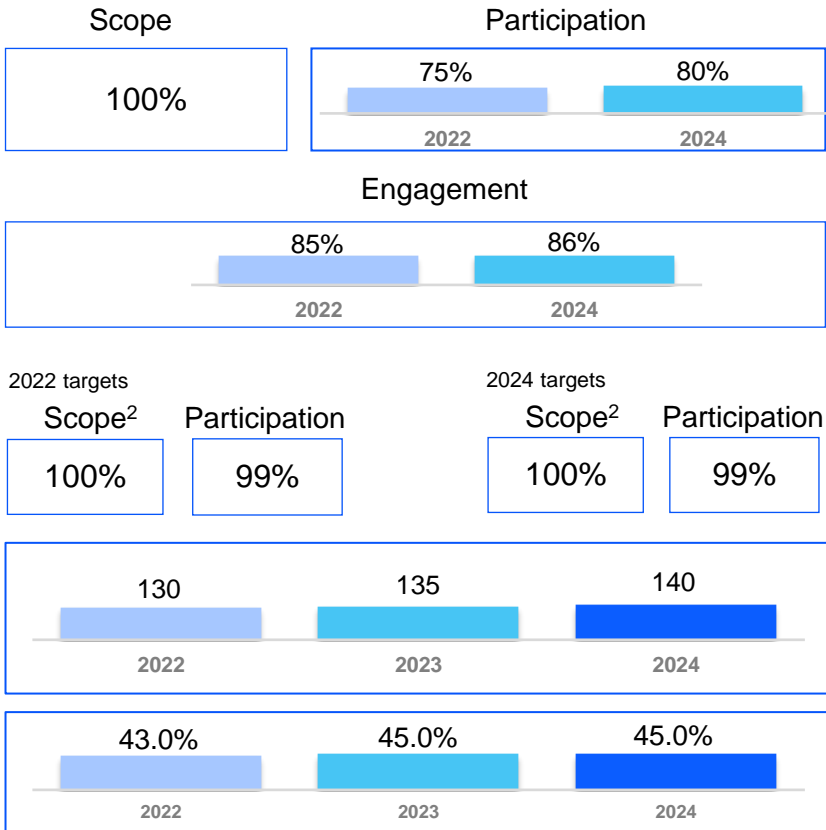 Scope
Participation
100%
75%
80%
2022
2024
Engagement
85%
86%
2022
2024
2022 targets
2024 targets
Scope²
Participation
Scope²
Participation
100%
99%
100%
99%
130
135
140
2022
2023
2024
43.0%
45.0%
45.0%
2022
2023
2024